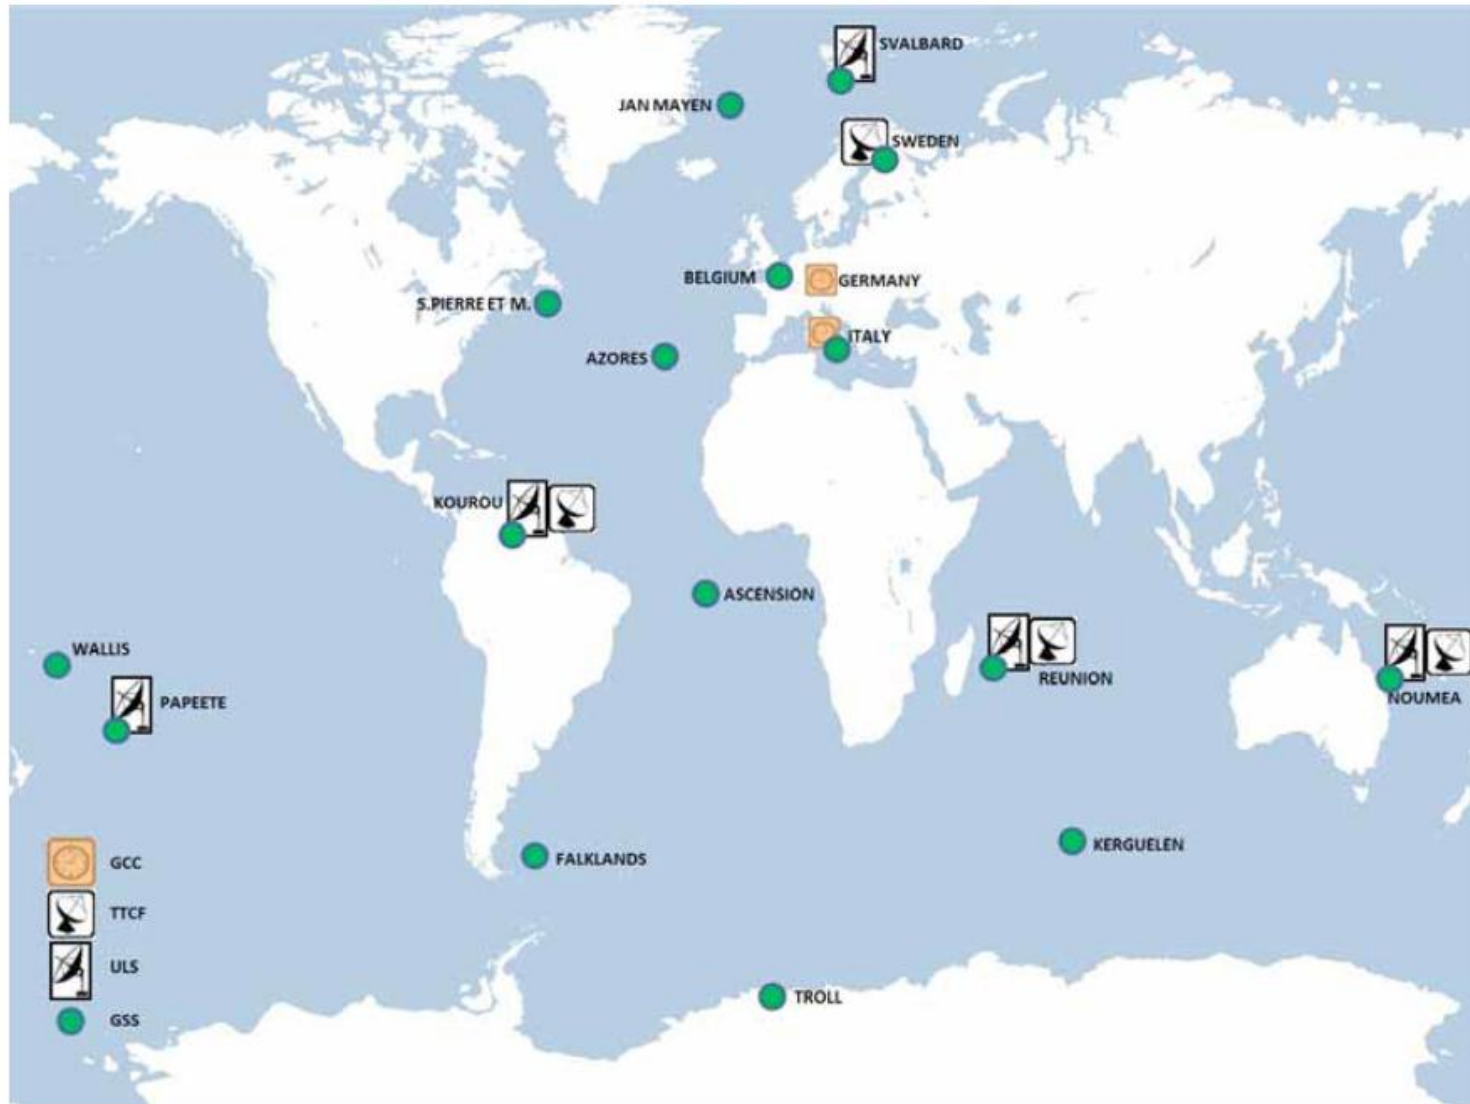 SVALBARD
JAN MAYEN
SWEDEN
BELGIUM
GERMANY
S.PIERRE ET M.
ITALY
AZORES
KOUROU
ASCENSION
WALLIS
REUNION
PAPEETE
NOUMEA
KERGUELEN
FALKLANDS
GCC
TTCF
ULS
TROLL
GSS